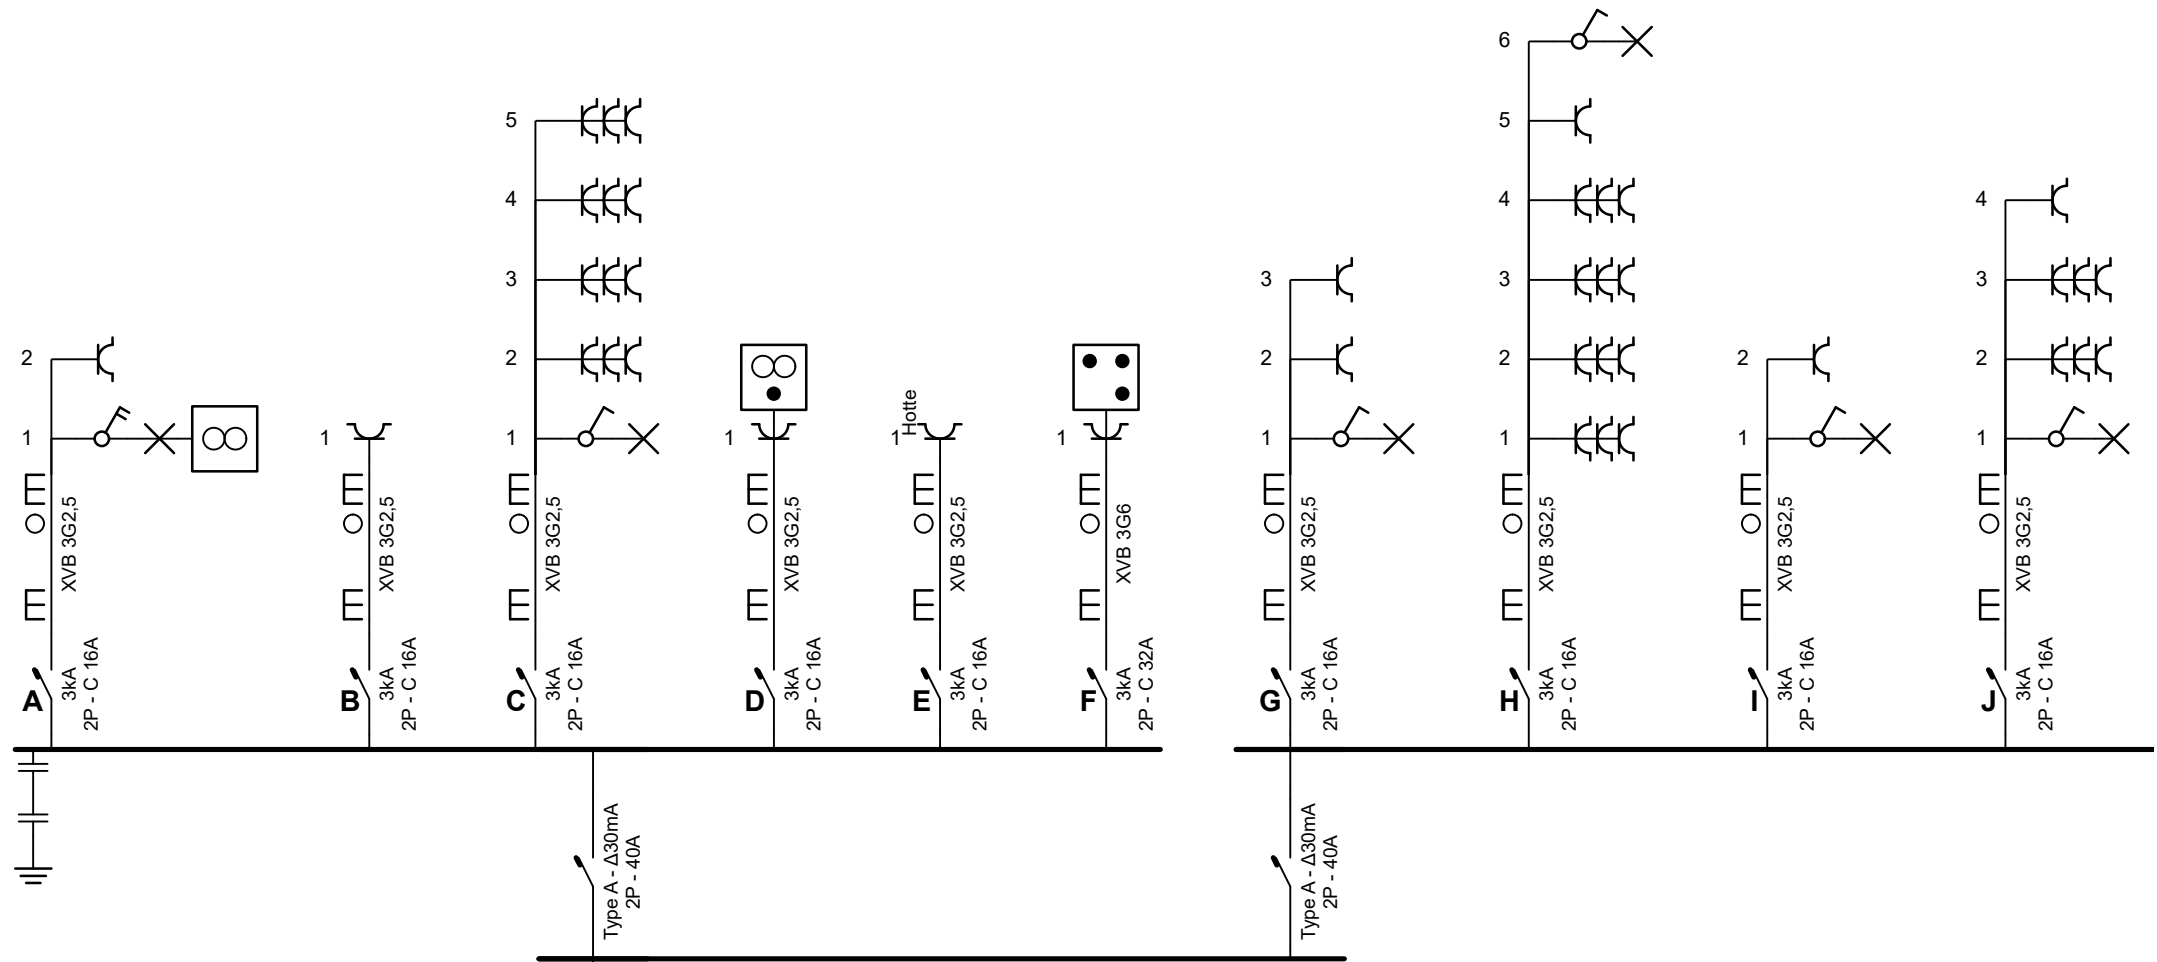 6
5
5
4
4
4
3
3
3
3
2
2
2
2
2
2
1
1
1
1
1
Hotte
1
1
1
1
1
XVB 3G2,5
XVB 3G2,5
XVB 3G2,5
XVB 3G2,5
XVB 3G2,5
XVB 3G6
XVB 3G2,5
XVB 3G2,5
XVB 3G2,5
XVB 3G2,5
A
3kA
2P - C 16A
B
3kA
2P - C 16A
C
3kA
2P - C 16A
D
3kA
2P - C 16A
E
3kA
2P - C 16A
F
3kA
2P - C 32A
G
3kA
2P - C 16A
H
3kA
2P - C 16A
I
3kA
2P - C 16A
J
3kA
2P - C 16A
Type A - Δ30mA
2P - 40A
Type A - Δ30mA
2P - 40A